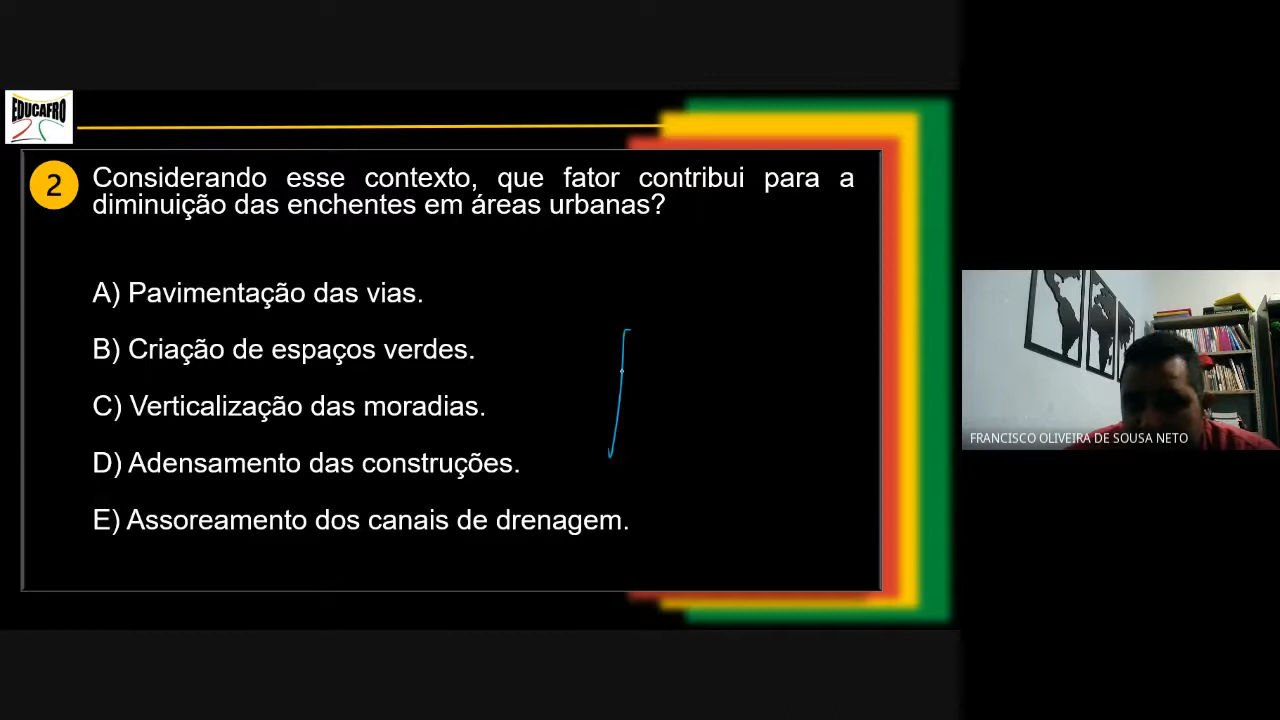 EDUCAFRO
2
Considerando esse contexto, que fator contribui para a
diminuição das enchentes em áreas urbanas?
A) Pavimentação das vias.
B) Criação de espaços verdes.
C) Verticalização das moradias.
D) Adensamento das construções.
E) Assoreamento dos canais de drenagem.
FRANCISCO OLIVEIRA DE SOUSA NETO